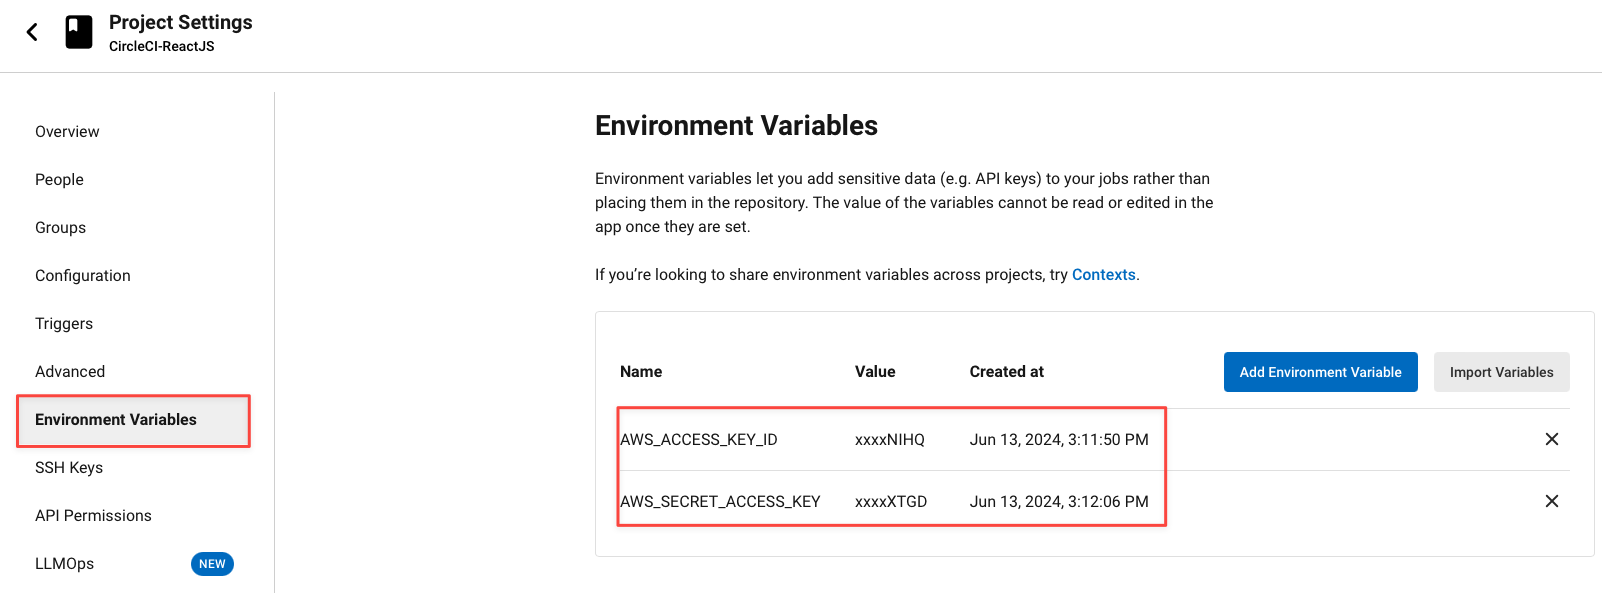 Project Settings
CircleCI-ReactJS
Overview
People
Groups
Configuration
Triggers
Advanced
Environment Variables
SSH Keys
API Permissions
LLMOps NEW
Environment Variables
Environment variables let you add sensitive data (e.g. API keys) to your jobs rather than
placing them in the repository. The value of the variables cannot be read or edited in the
app once they are set.
If you’re looking to share environment variables across projects, try Contexts.
Name Value Created at Add Environment Variable Import Variables
AWS_ACCESS_KEY_ID xxxxNIHQ Jun 13, 2024, 3:11:50 PM
AWS_SECRET_ACCESS_KEY xxxxXTGD Jun 13, 2024, 3:12:06 PM